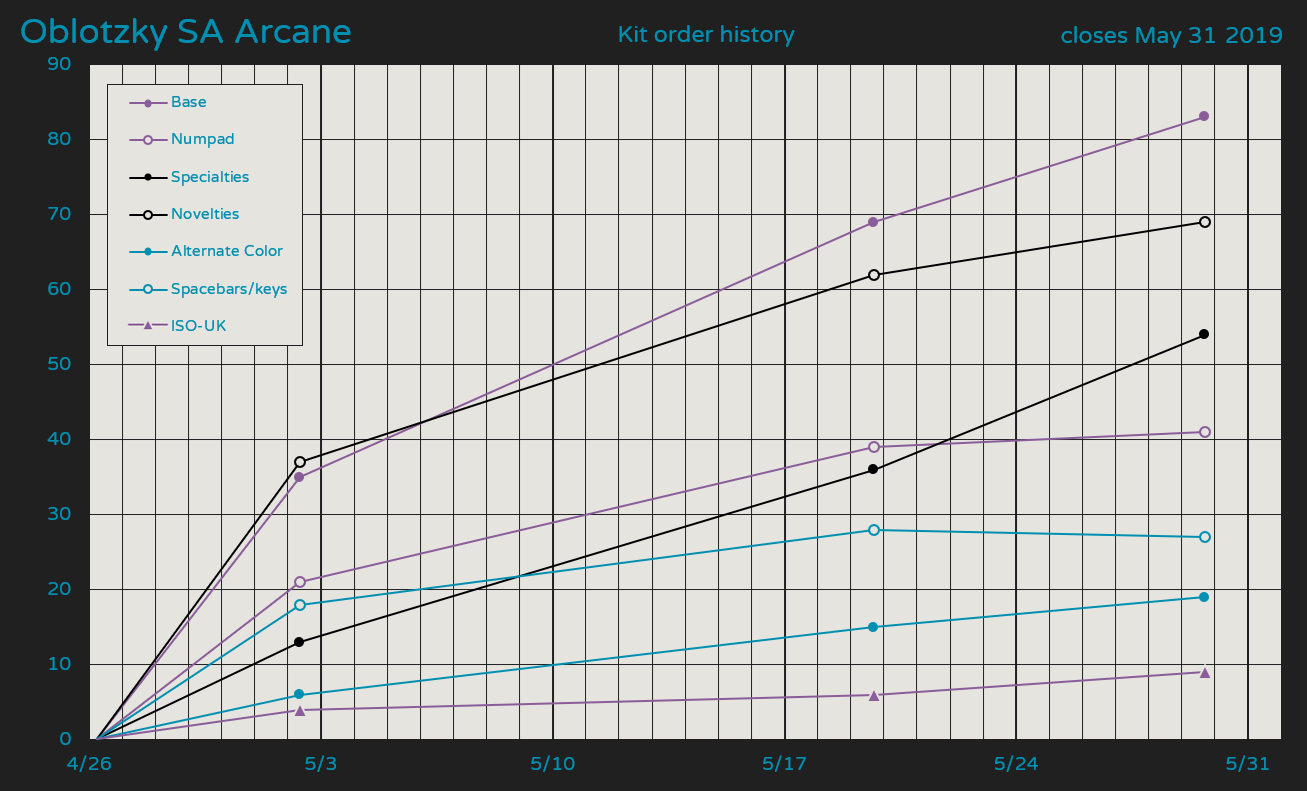 Oblotzky SA Arcane
Kit order history
closes May 31 2019
90
80
70
60
50
40
30
20
10
0
Base
Numpad
Specialties
Novelties
Alternate Color
Spacebars/keys
ISO-UK
4/26
5/3
5/10
5/17
5/24
5/31